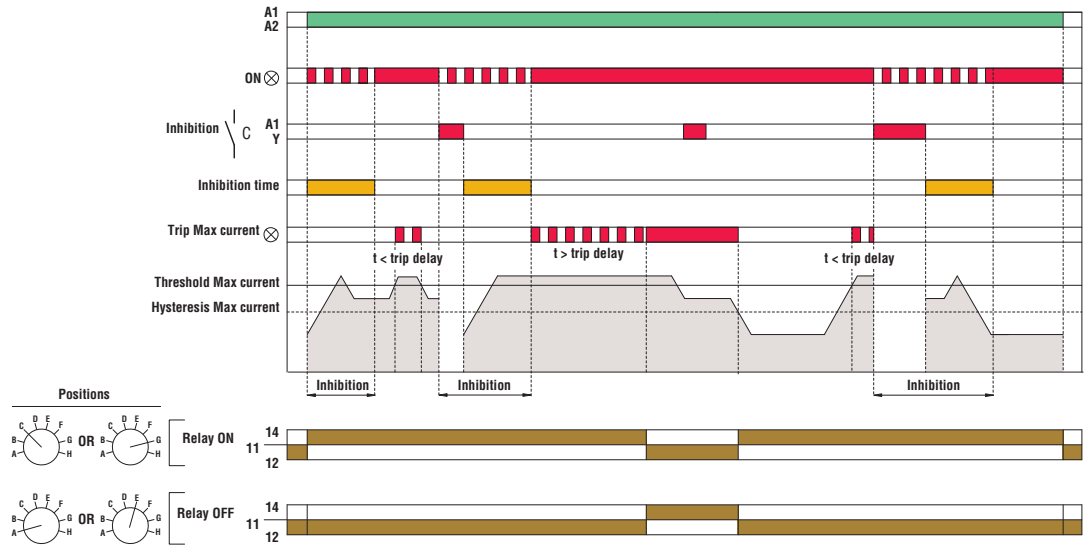 A1
A2
ON
Inhibition C A1
Y
Inhibition time
Trip Max current
t < trip delay t > trip delay t < trip delay
Threshold Max current
Hysteresis Max current
Inhibition Inhibition Inhibition
Positions
A B C D E F G H OR A B C D E F G H Relay ON 14
11
12
A B C D E F G H OR A B C D E F G H Relay OFF 14
11
12